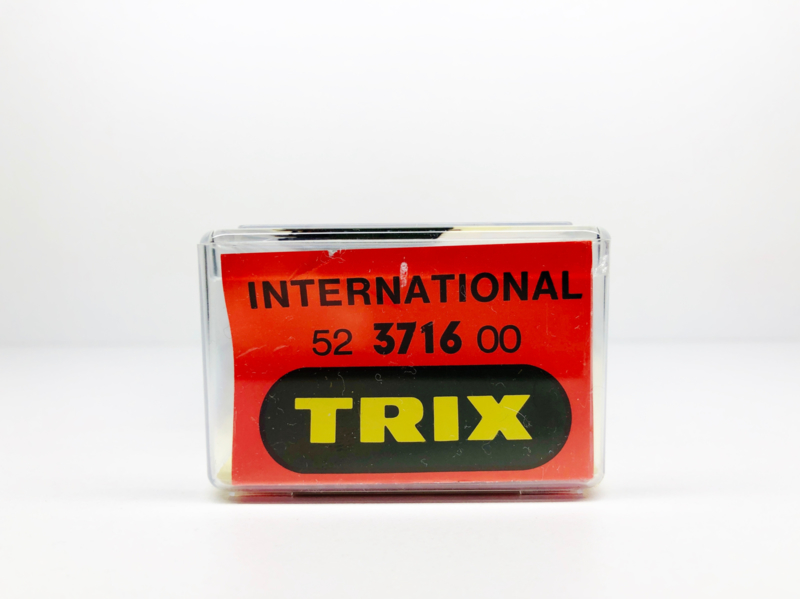 INTERNATIONAL
52 3716 00
TRIX